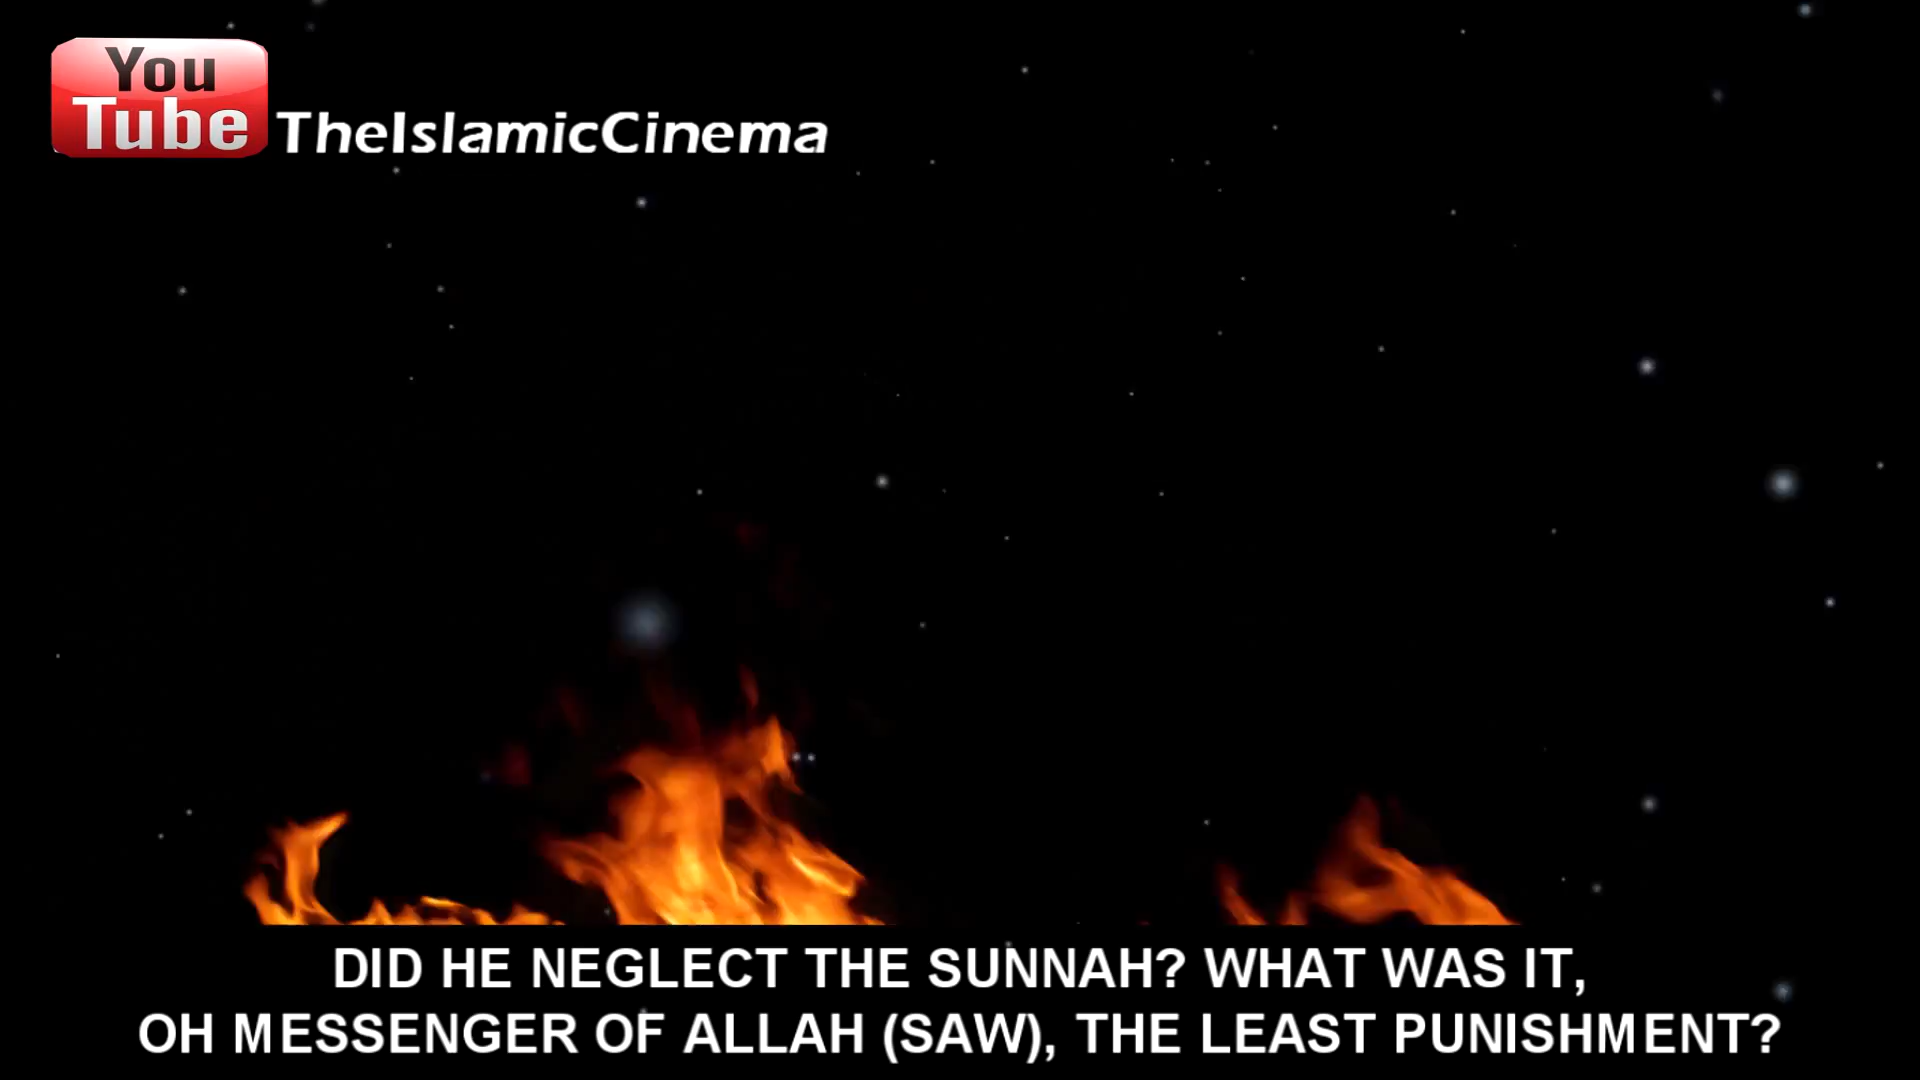 You
Tube TheIslamicCinema
DID HE NEGLECT THE SUNNAH? WHAT WAS IT,
OH MESSENGER OF ALLAH (SAW), THE LEAST PUNISHMENT?